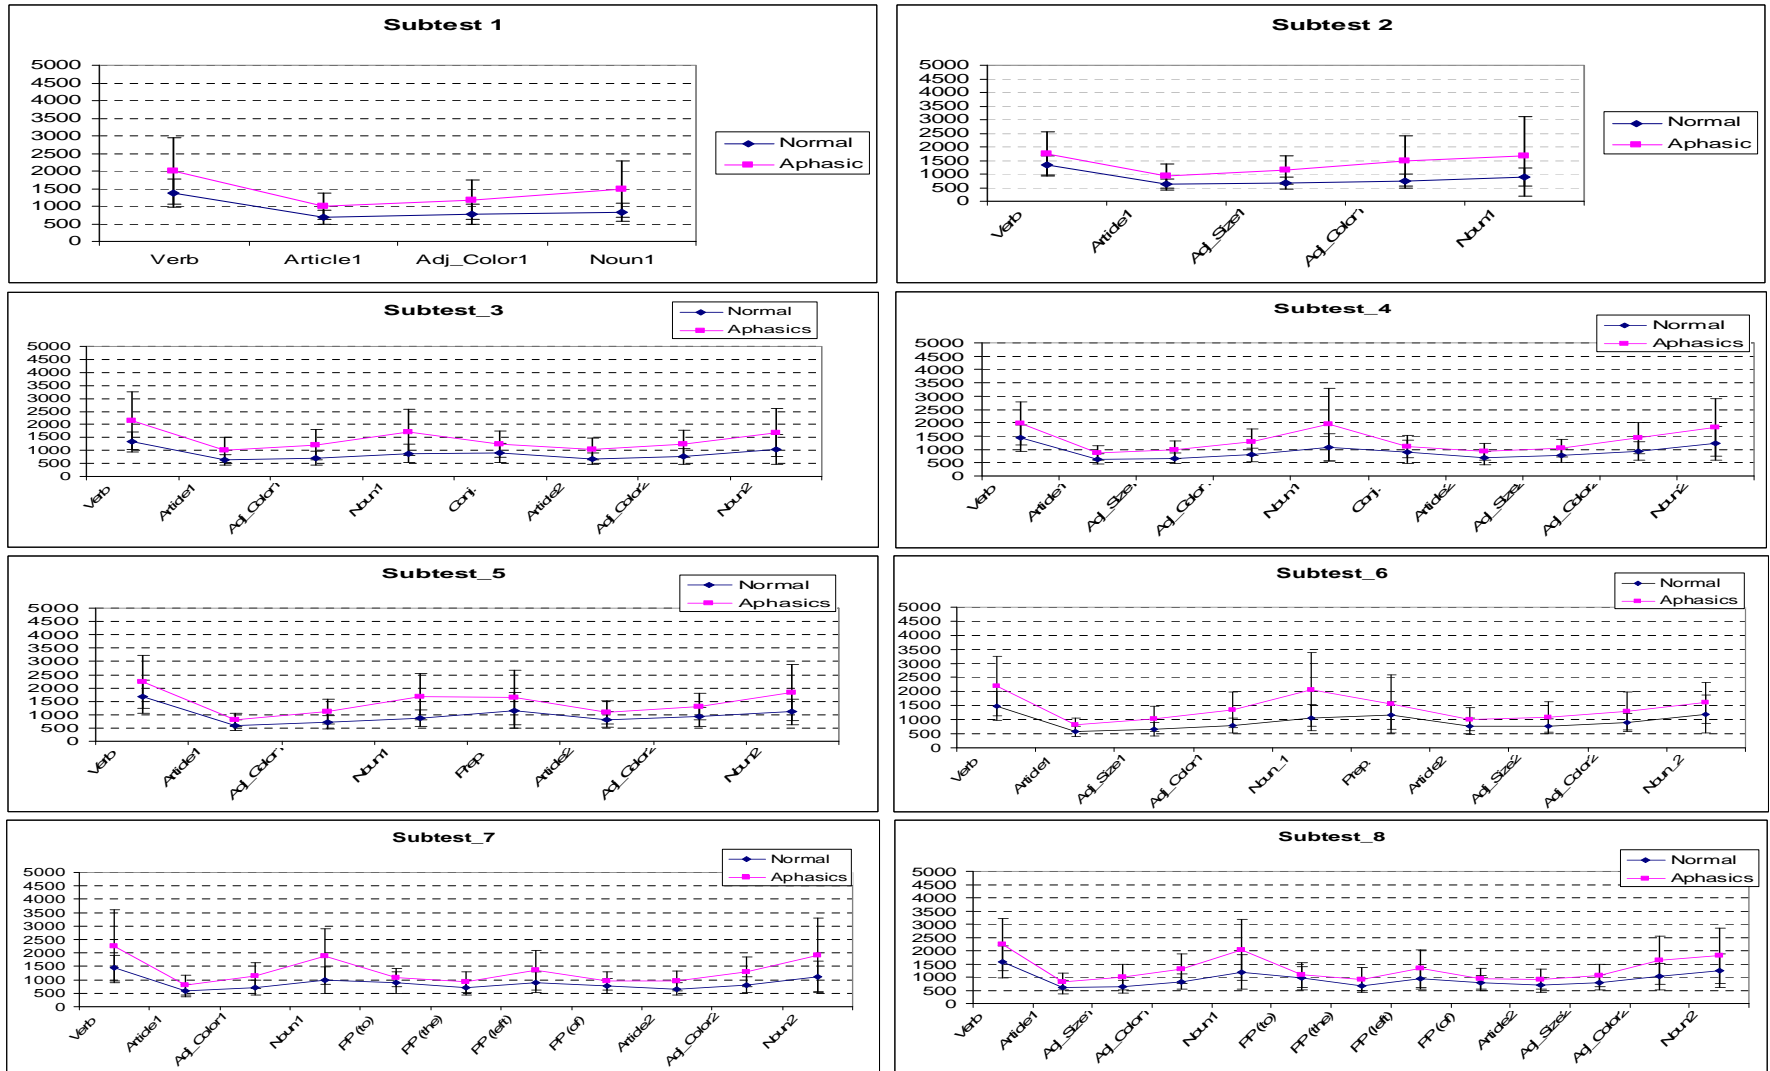 Subtest 1
5000
4500
4000
3500
3000
2500
2000
1500
1000
500
0
Verb Article1 Adj_Color1 Noun1
Normal
Aphasic
Subtest 2
5000
4500
4000
3500
3000
2500
2000
1500
1000
500
0
Verb Article1 Adj_Size1 Adj_Color1 Noun1
Normal
Aphasic
Subtest_3
Normal
Aphasics
5000
4500
4000
3500
3000
2500
2000
1500
1000
500
0
Verb Article1 Adj_Color1 Noun1 Conj. Article2 Adj_Color2 Noun2
Subtest_4
Normal
Aphasics
5000
4500
4000
3500
3000
2500
2000
1500
1000
500
0
Verb Article1 Adj_Size1 Adj_Color1 Noun1 Conj. Article2 Adj_Size2 Adj_Color2 Noun2
Subtest_5
Normal
Aphasics
5000
4500
4000
3500
3000
2500
2000
1500
1000
500
0
Verb Article1 Adj_Color1 Noun1 Prep. Article2 Adj_Color2 Noun2
Subtest_6
Normal
Aphasics
5000
4500
4000
3500
3000
2500
2000
1500
1000
500
0
Verb Article1 Adj_Size1 Adj_Color1 Noun_1 Prep. Article2 Adj_Size2 Adj_Color2 Noun_2
Subtest_7
Normal
Aphasics
5000
4500
4000
3500
3000
2500
2000
1500
1000
500
0
Verb Article1 Adj_Color1 Noun1 PP (to) PP (the) PP (left) PP (of) Article2 Adj_Color2 Noun2
Subtest_8
Normal
Aphasics
5000
4500
4000
3500
3000
2500
2000
1500
1000
500
0
Verb Article1 Adj_Size1 Adj_Color1 Noun1 PP (to) PP (the) PP (left) PP (of) Article2 Adj_Size2 Adj_Color2 Noun2